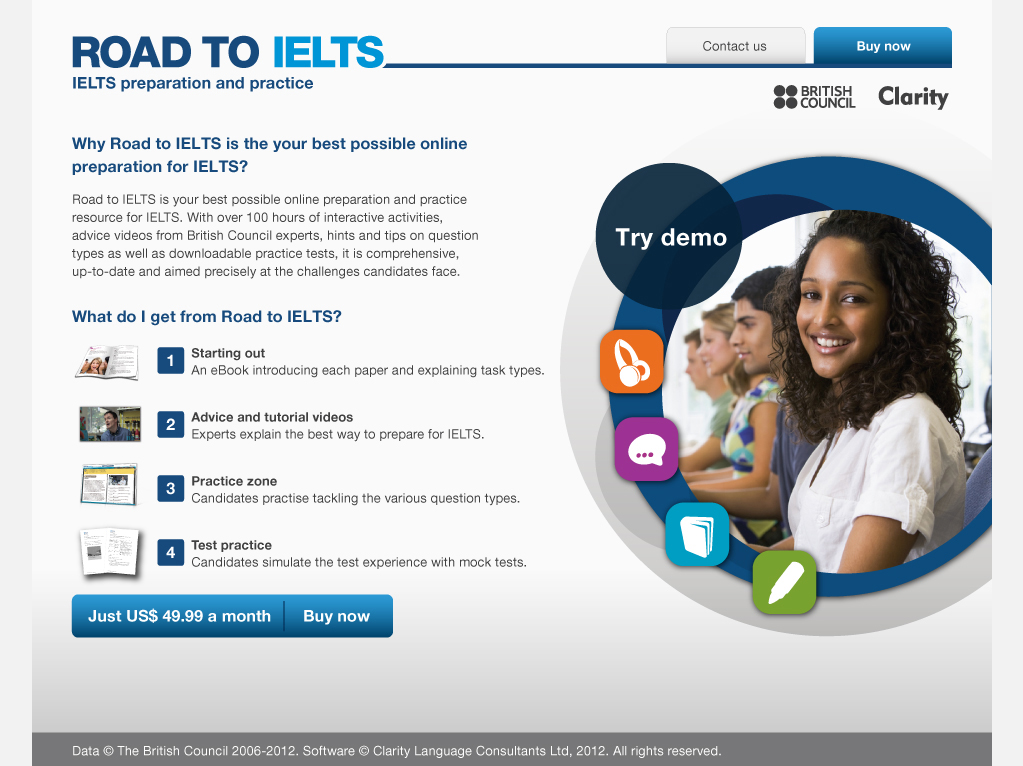 ROAD TO IELTS
IELTS preparation and practice
Contact us
Buy now
BRITISH
COUNCIL
Clarity
Why Road to IELTS is the your best possible online
preparation for IELTS?
Road to IELTS is your best possible online preparation and practice
resource for IELTS. With over 100 hours of interactive activities,
advice videos from British Council experts, hints and tips on question
types as well as downloadable practice tests, it is comprehensive,
up-to-date and aimed precisely at the challenges candidates face.
Try demo
What do I get from Road to IELTS?
1 Starting out
An eBook introducing each paper and explaining task types.
2 Advice and tutorial videos
Experts explain the best way to prepare for IELTS.
3 Practice zone
Candidates practise tackling the various question types.
4 Test practice
Candidates simulate the test experience with mock tests.
Just US$ 49.99 a month Buy now
Data © The British Council 2006-2012. Software © Clarity Language Consultants Ltd, 2012. All rights reserved.